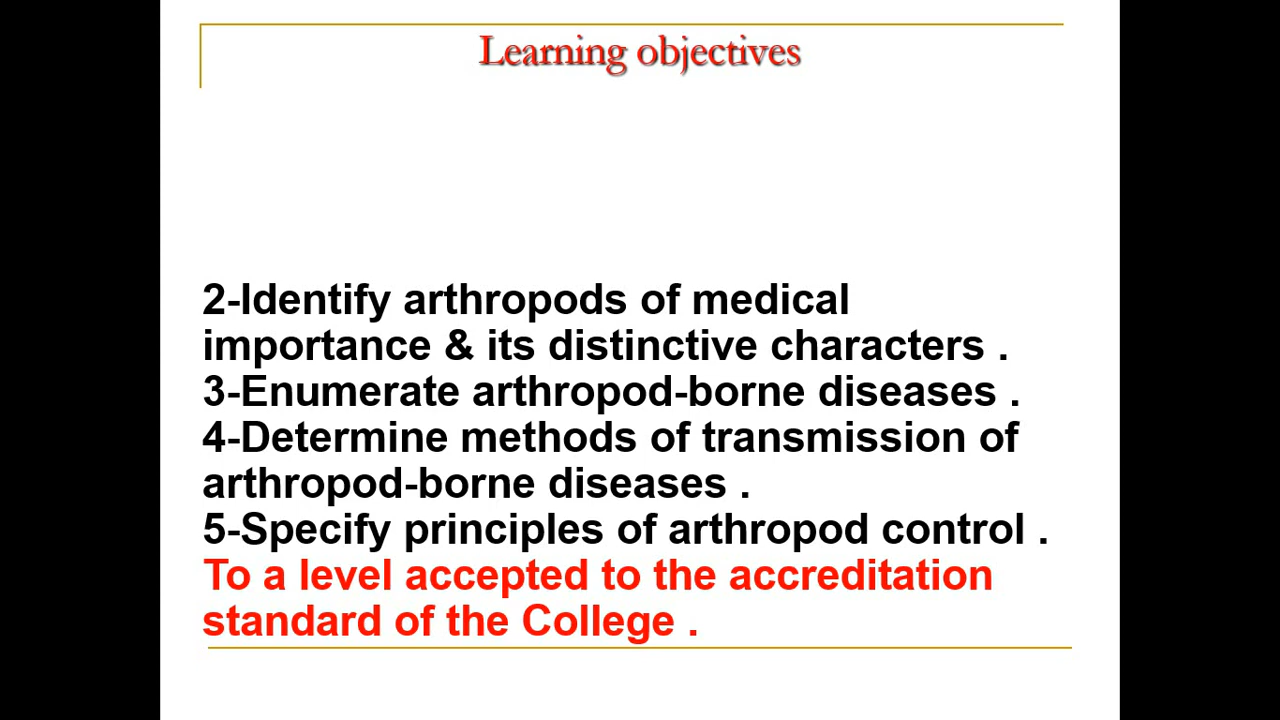 Learning objectives
2-Identify arthropods of medical
importance & its distinctive characters .
3-Enumerate arthropod-borne diseases .
4-Determine methods of transmission of
arthropod-borne diseases .
5-Specify principles of arthropod control .
To a level accepted to the accreditation
standard of the College .